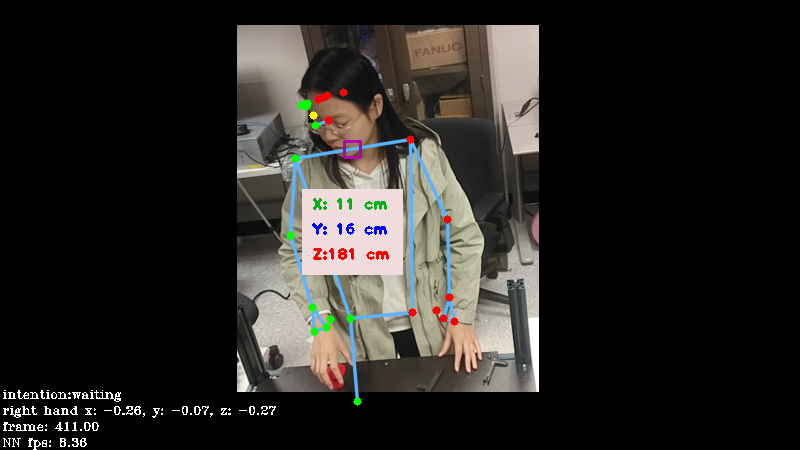 FANUC
X: 11 cm
Y: 16 cm
Z:181 cm
intention:waiting
right hand x: −0.26, y: −0.07, z: −0.27
frame: 411.00
NN fps: 8.36